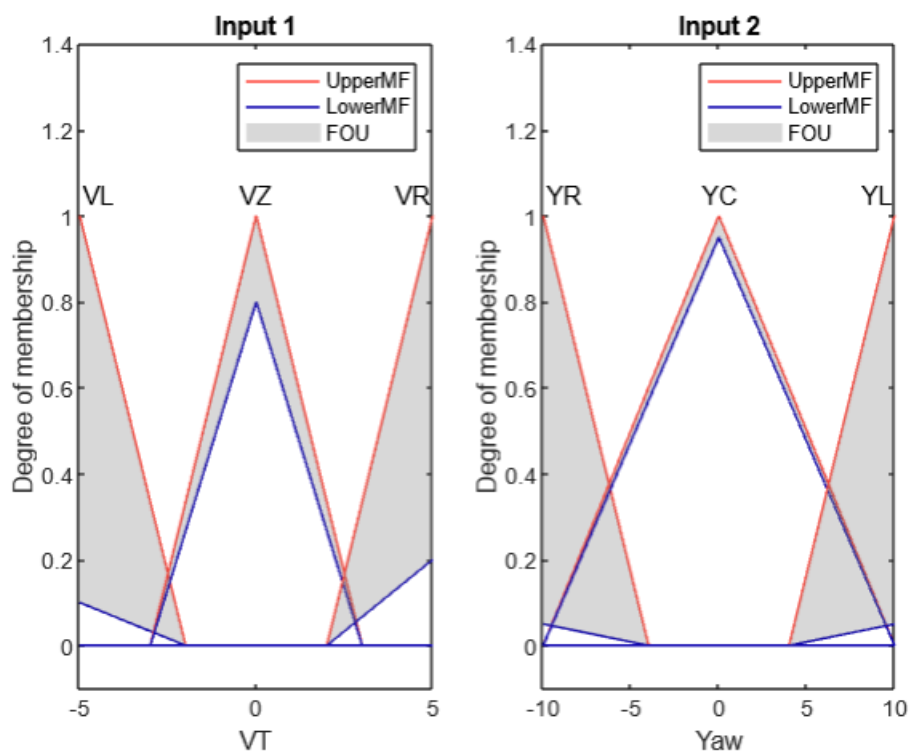 Input 1
UpperMF
LowerMF
FOU
VL VZ VR
1.4
1.2
1
0.8
0.6
0.4
0.2
0
Degree of membership
-5 0 5
VT
Input 2
UpperMF
LowerMF
FOU
YR YC YL
1.4
1.2
1
0.8
0.6
0.4
0.2
0
Degree of membership
-10 -5 0 5 10
Yaw